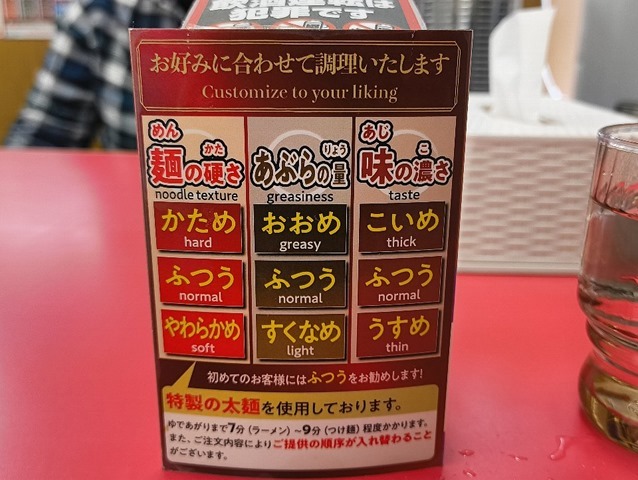 犯罪です
お好みに合わせて調理いたします
Customize to your liking
めん かた
麺の硬さ
noodle texture
かため
hard
ふつう
normal
やわらかめ
soft
りょう
あぶらの量
greasiness
おおめ
greasy
ふつう
normal
すくなめ
light
あじ こ
味の濃さ
taste
こいめ
thick
ふつう
normal
うすめ
thin
初めてのお客様にはふつうをお勧めします!
特製の太麺を使用しております。
ゆであがりまで7分(ラーメン)~9分(つけ麺)程度かかります。
また、ご注文内容によりご提供の順序が入れ替わること
がございます。